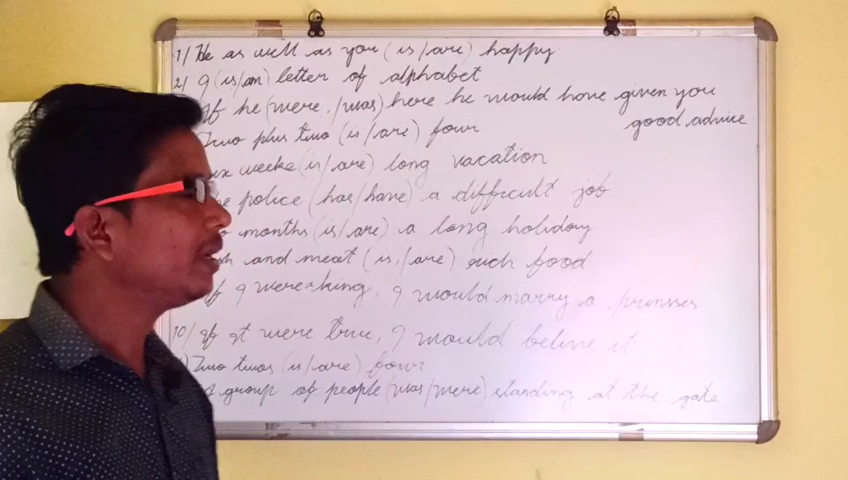 1/ He as well as you (is/are) happy
2/ I (is/am) letter of alphabet
If he (were/was) here he would have given you
good advice
Two plus two (is/are) four
weeks (is/are) long vacation
police (has/have) a difficult job
months (is/are) a long holiday
and meat (is/are) such food
If I were a king, I would marry a
10/ If It were true, I would believe it
Two twos (is/are) four
group of people (was/were) standing at the gate